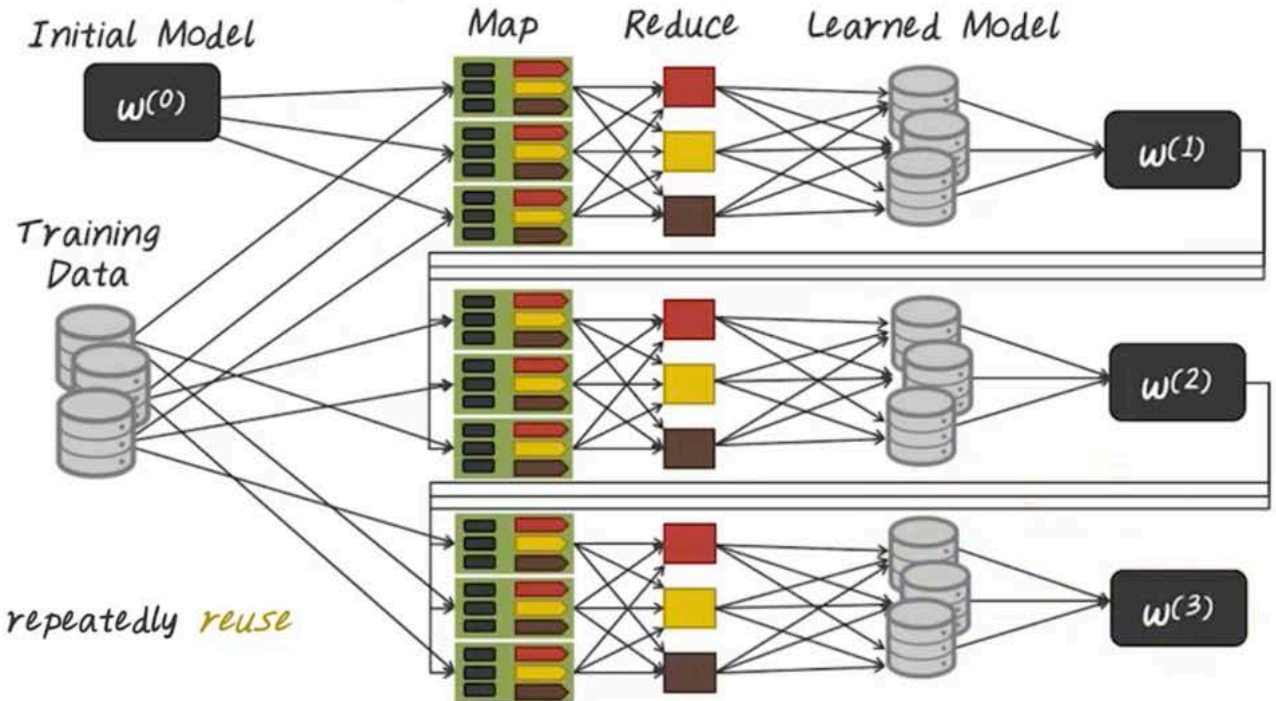 Initial Model
Map
Reduce
Learned Model
w(0)
w(1)
Training
Data
w(2)
w(3)
repeatedly reuse